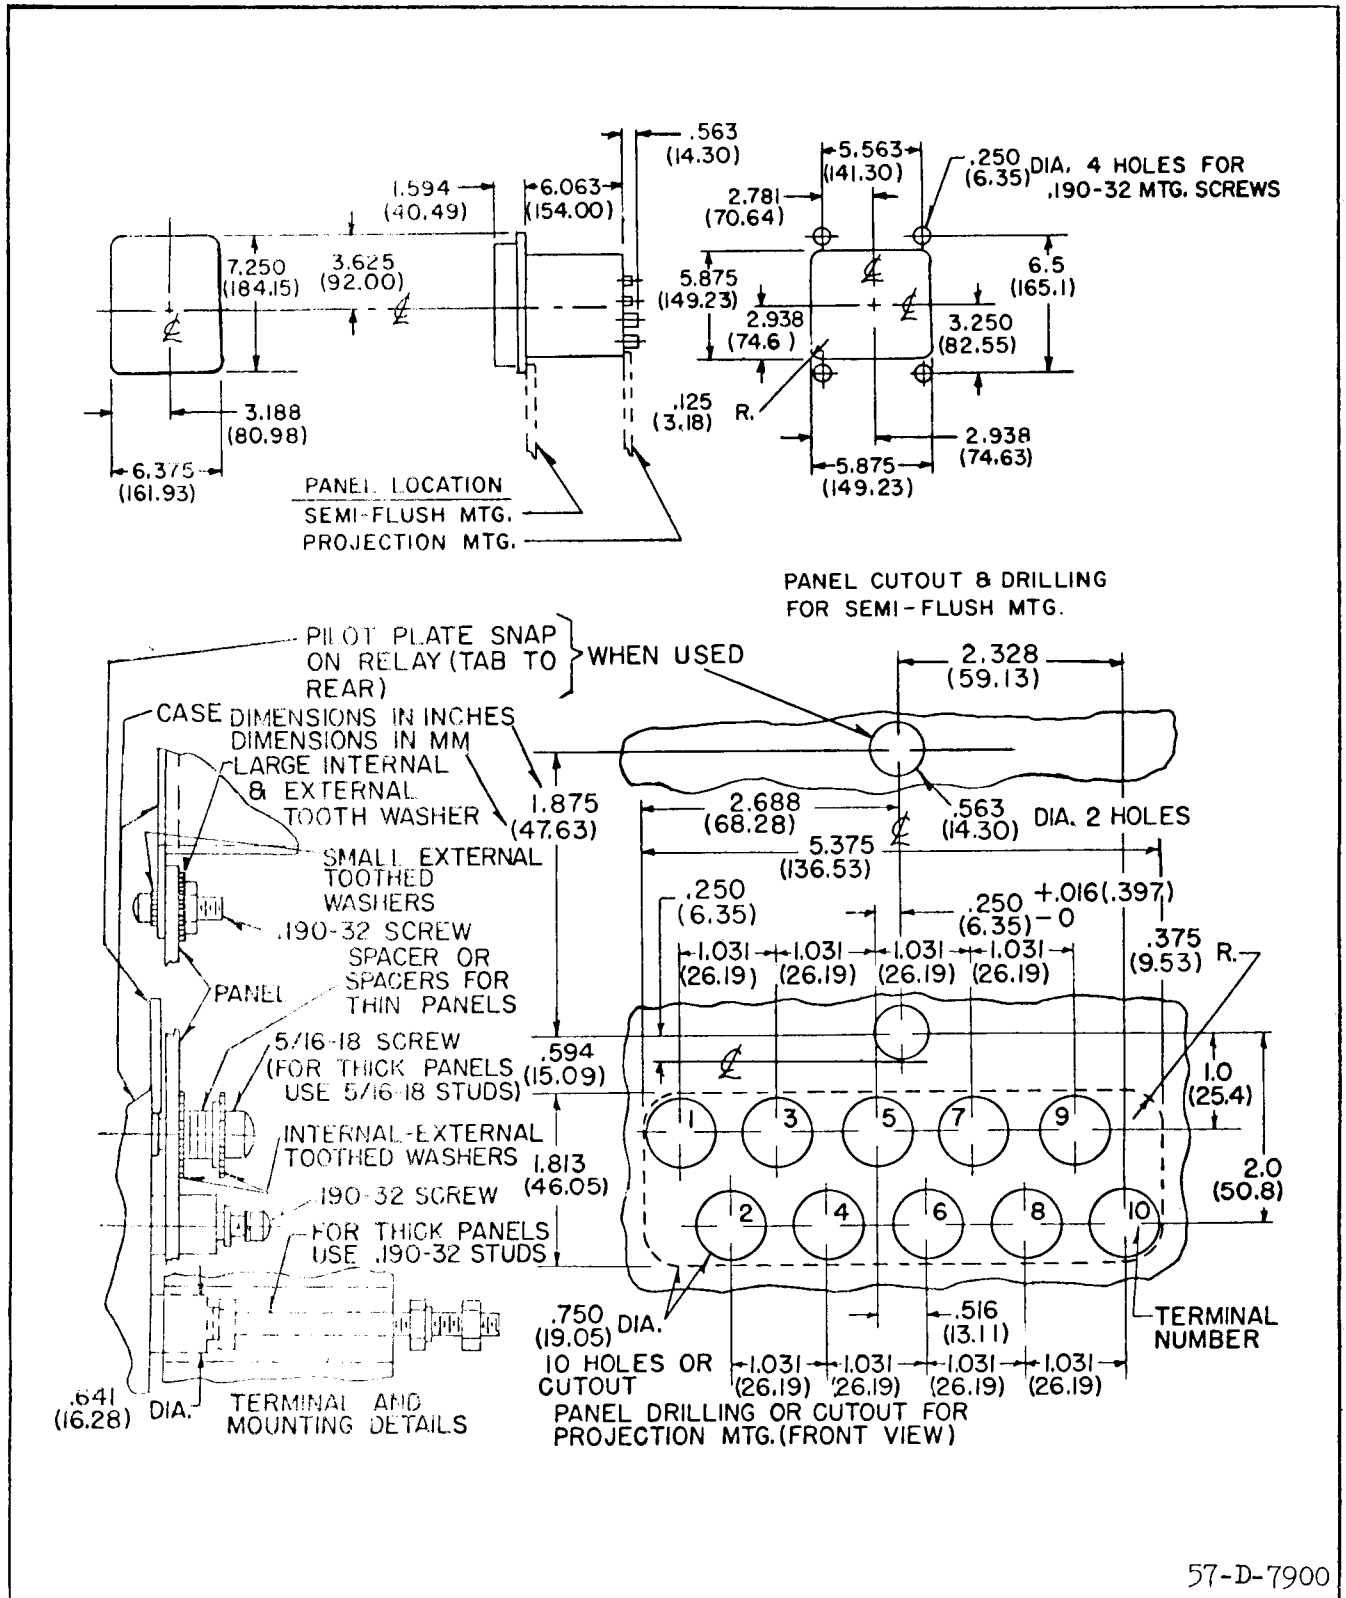 .563
(14.30)
1.594
(40.49)
6.063
(154.00)
5.563
(141.30)
.250
(6.35)
DIA. 4 HOLES FOR
.190-32 MTG. SCREWS
2.781
(70.64)
7.250
(184.15)
3.625
(92.00)
℄
℄
5.875
(149.23)
℄
℄
6.5
(165.1)
2.938
(74.6 )
3.250
(82.55)
3.188
(80.98)
.125
(3.18)
R.
2.938
(74.63)
6.375
(161.93)
5.875
(149.23)
PANEL LOCATION
SEMI-FLUSH MTG.
PROJECTION MTG.
PANEL CUTOUT & DRILLING
FOR SEMI-FLUSH MTG.
PILOT PLATE SNAP
ON RELAY (TAB TO
REAR)
WHEN USED
2.328
(59.13)
CASE
DIMENSIONS IN INCHES
DIMENSIONS IN MM
LARGE INTERNAL
& EXTERNAL
TOOTH WASHER
1.875
(47.63)
2.688
(68.28)
.563
(14.30)
DIA. 2 HOLES
℄
5.375
(136.53)
SMALL EXTERNAL
TOOTHED
WASHERS
.250
(6.35)
.250
(6.35)
+.016(.397)
-0
.190-32 SCREW
SPACER OR
SPACERS FOR
THIN PANELS
PANEL
1.031
(26.19)
1.031
(26.19)
1.031
(26.19)
1.031
(26.19)
.375
(9.53)
R.
5/16-18 SCREW
(FOR THICK PANELS
USE 5/16-18 STUDS)
.594
(15.09)
℄
1.0
(25.4)
1
3
5
7
9
INTERNAL-EXTERNAL
TOOTHED WASHERS
1.813
(46.05)
2.0
(50.8)
.190-32 SCREW
2
4
6
8
10
FOR THICK PANELS
USE .190-32 STUDS
.750
(19.05)
DIA.
10 HOLES OR
CUTOUT
.516
(13.11)
TERMINAL
NUMBER
1.031
(26.19)
1.031
(26.19)
1.031
(26.19)
1.031
(26.19)
.641
(16.28)
DIA.
TERMINAL AND
MOUNTING DETAILS
PANEL DRILLING OR CUTOUT FOR
PROJECTION MTG. (FRONT VIEW)
57-D-7900